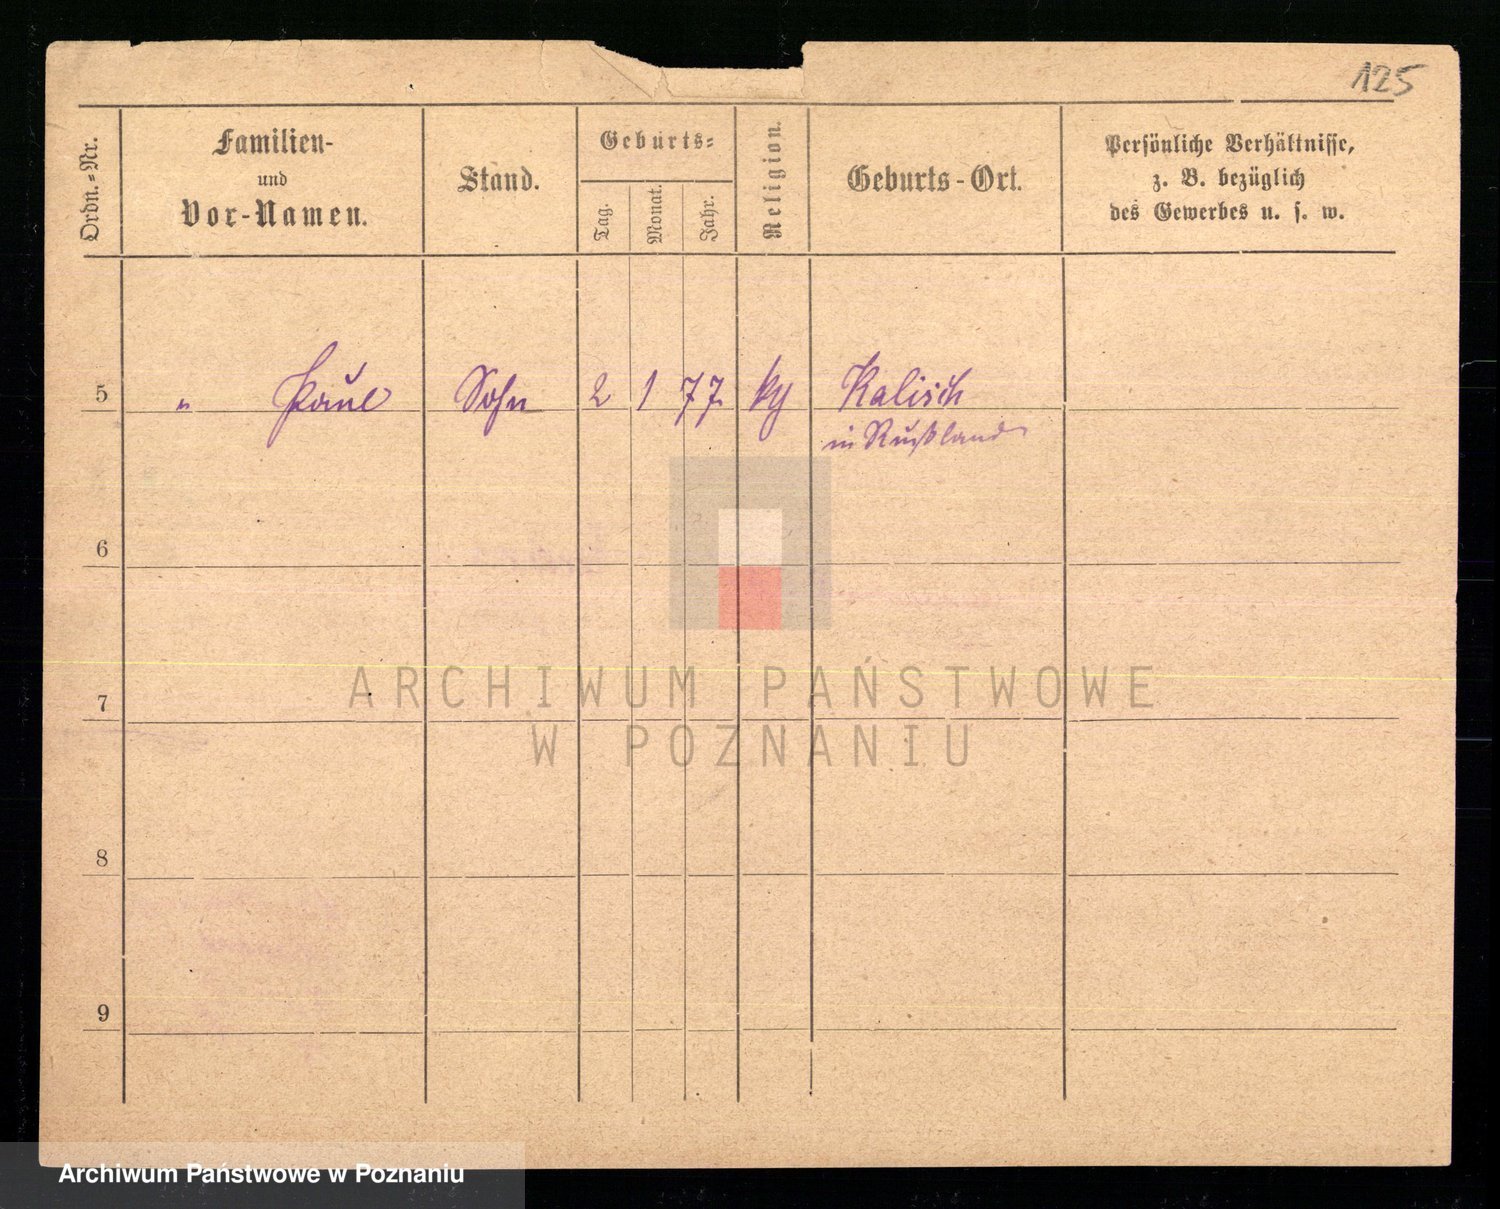 125
Ordn.-Nr.
Familien-
und
Vor-Namen.
Stand.
Geburts-
Tag.
Monat.
Jahr.
Religion.
Geburts-Ort.
Persönliche Verhältnisse,
z. B. bezüglich
des Gewerbes u. s. w.
5 " Paul Sohn 2 1 77 Kalisch
in Rußland
6
7
8
9
ARCHIWUM PAŃSTWOWE
W POZNANIU
Archiwum Państwowe w Poznaniu